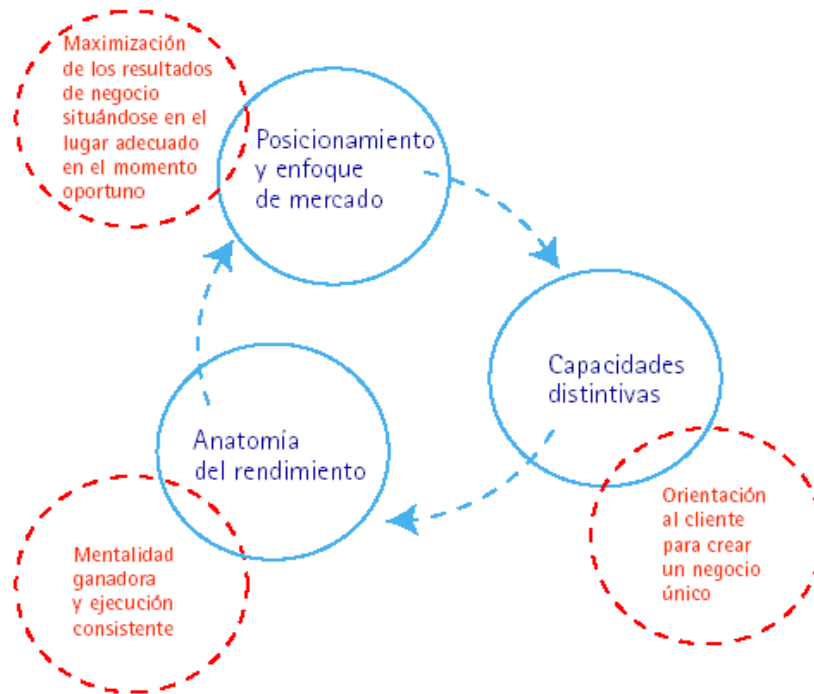 Maximización
de los resultados
de negocio
situándose en el
lugar adecuado
en el momento
oportuno
Posicionamiento
y enfoque
de mercado
Capacidades
distintivas
Anatomía
del rendimiento
Orientación
al cliente
para crear
un negocio
único
Mentalidad
ganadora
y ejecución
consistente